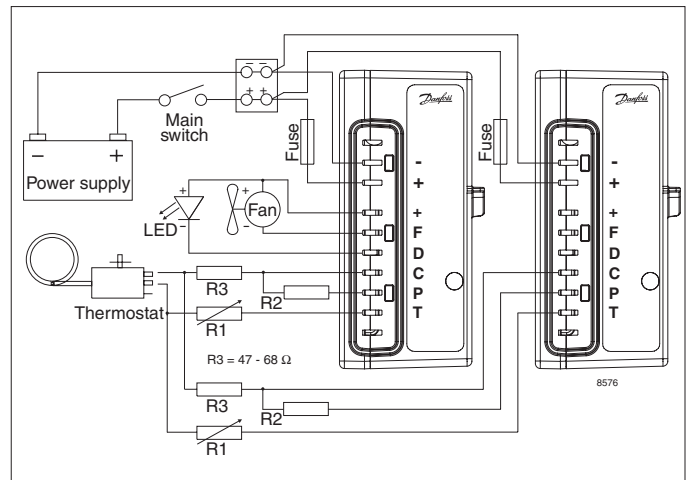 - -
+ +
Danfoss
Danfoss
Main
switch
Fuse
Fuse
- +
Power supply
-
+
+
F
D
C
P
T
-
+
+
F
D
C
P
T
+
-
LED
+
-
Fan
Thermostat
R3
R2
R1
R3 = 47 - 68 Ω
R3
R2
R1
8576